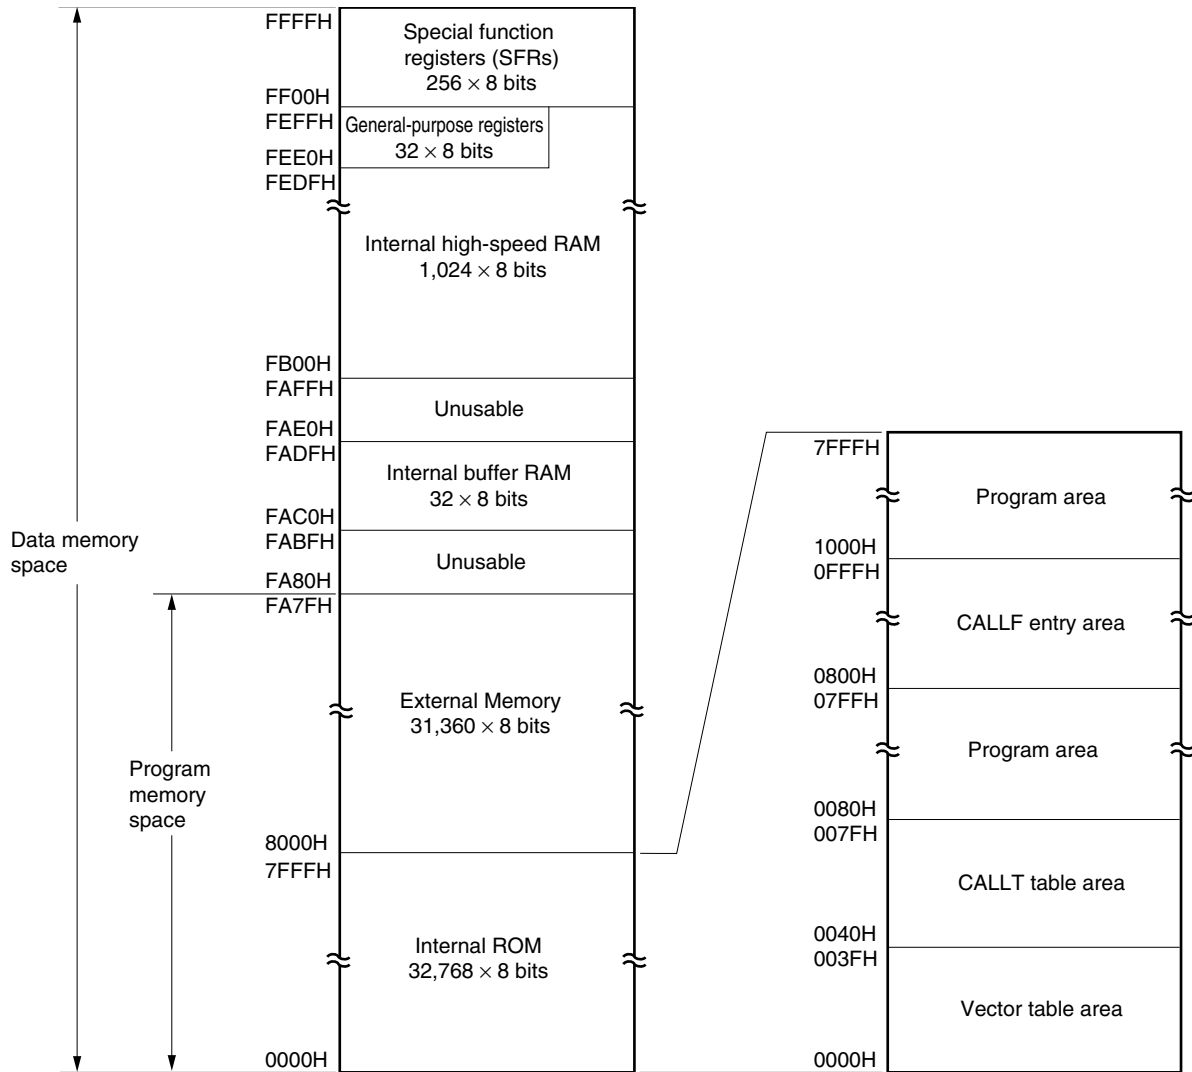 FFFFH
Special function
registers (SFRs)
256 × 8 bits
FF00H
FEFFH
General-purpose registers
32 × 8 bits
FEE0H
FEDFH
Internal high-speed RAM
1,024 × 8 bits
FB00H
FAFFH
Unusable
FAE0H
FADFH
Internal buffer RAM
32 × 8 bits
FAC0H
FABFH
Unusable
FA80H
FA7FH
Data memory
space
External Memory
31,360 × 8 bits
Program
memory
space
8000H
7FFFH
Internal ROM
32,768 × 8 bits
0000H
7FFFH
Program area
1000H
0FFFH
CALLF entry area
0800H
07FFH
Program area
0080H
007FH
CALLT table area
0040H
003FH
Vector table area
0000H